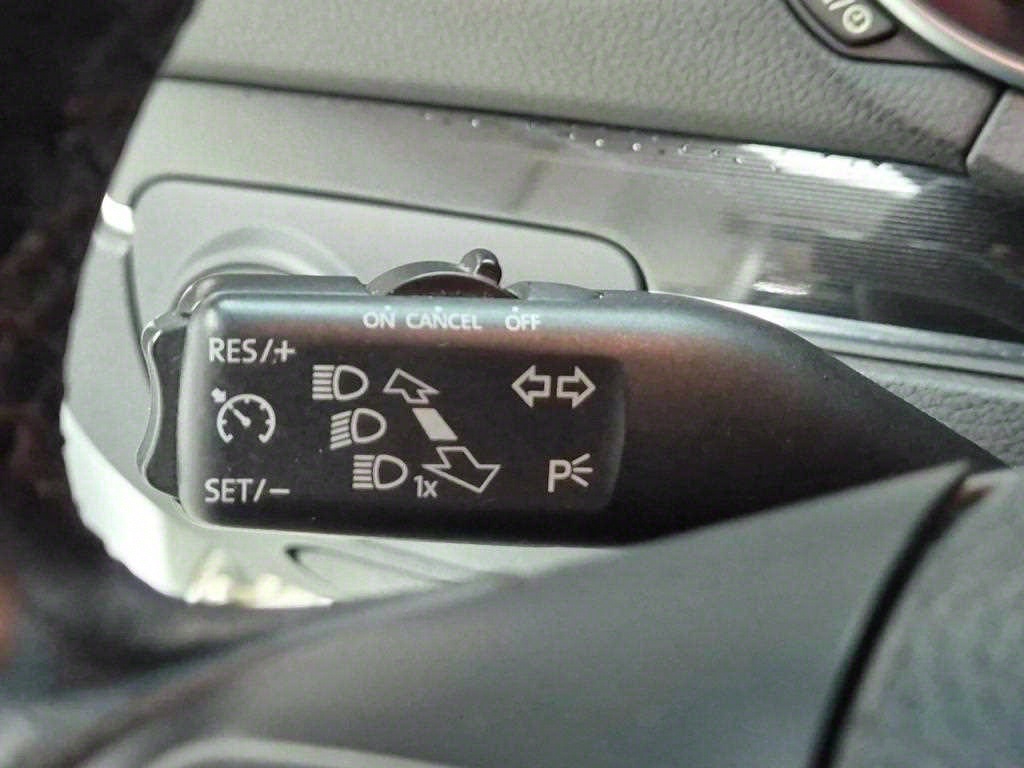 ON CANCEL OFF
RES/+
SET/−
1x
P